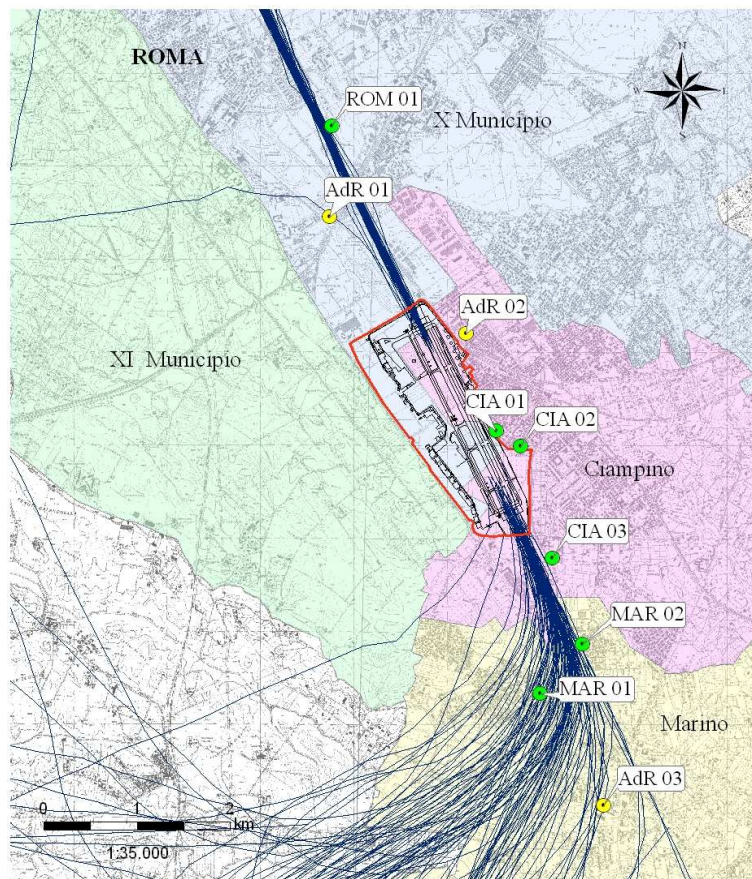 ROMA
N
W
S
ROM 01
X Municipio
AdR 01
AdR 02
XI Municipio
CIA 01
CIA 02
Ciampino
CIA 03
MAR 02
MAR 01
Marino
AdR 03
0 1 2
km
1:35.000